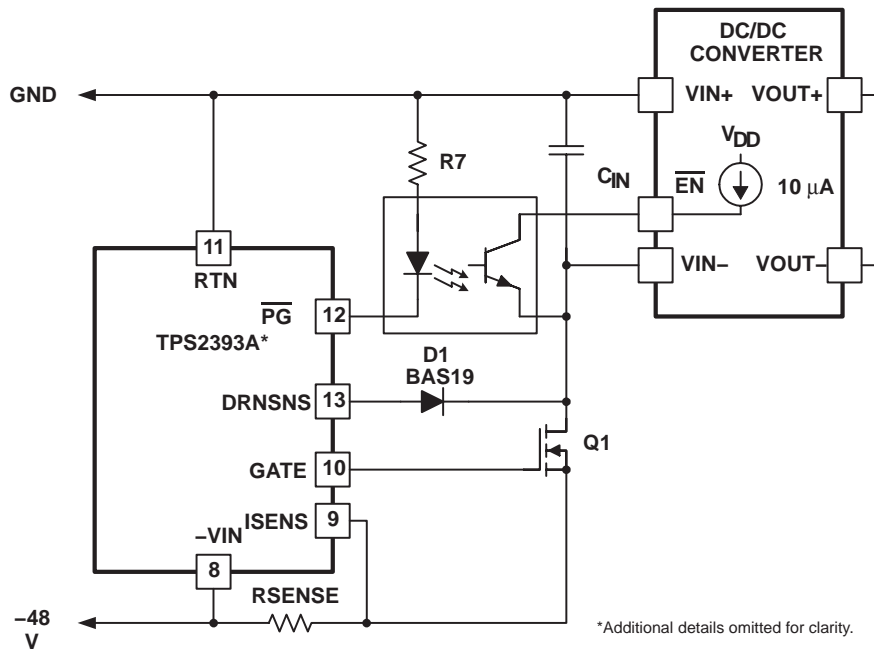 DC/DC
CONVERTER
GND
VIN+
VOUT+
R7
VDD
CIN
EN
10 μA
11
RTN
VIN–
VOUT–
PG
12
TPS2393A*
D1
BAS19
DRNSNS
13
Q1
GATE
10
ISENS
9
–VIN
8
RSENSE
–48
V
*Additional details omitted for clarity.